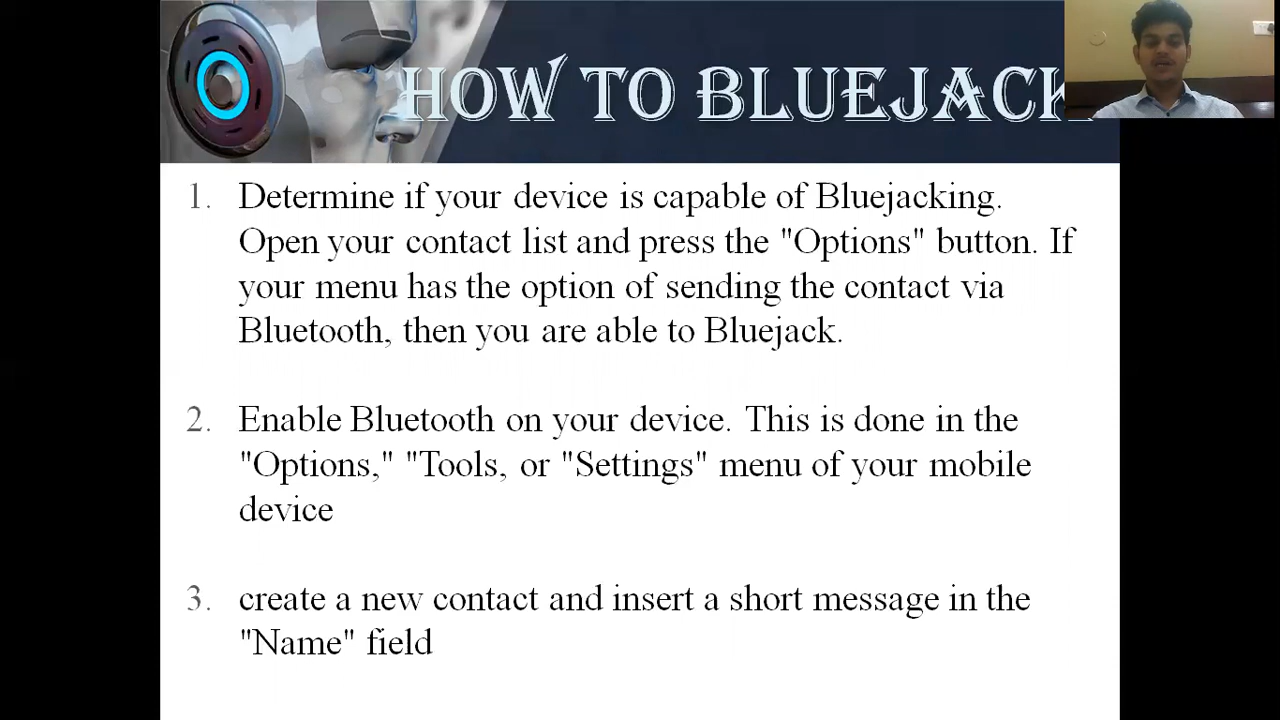 HOW TO BLUEJACK
1. Determine if your device is capable of Bluejacking.
Open your contact list and press the "Options" button. If
your menu has the option of sending the contact via
Bluetooth, then you are able to Bluejack.
2. Enable Bluetooth on your device. This is done in the
"Options," "Tools, or "Settings" menu of your mobile
device
3. create a new contact and insert a short message in the
"Name" field